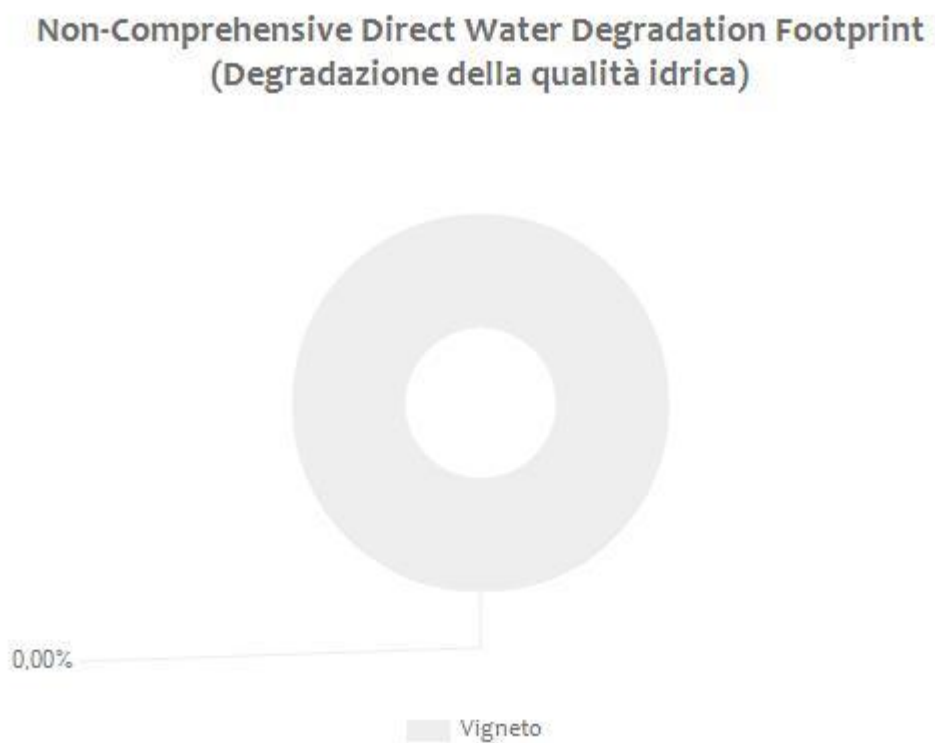 Non-Comprehensive Direct Water Degradation Footprint
(Degradazione della qualità idrica)
0,00%
Vigneto